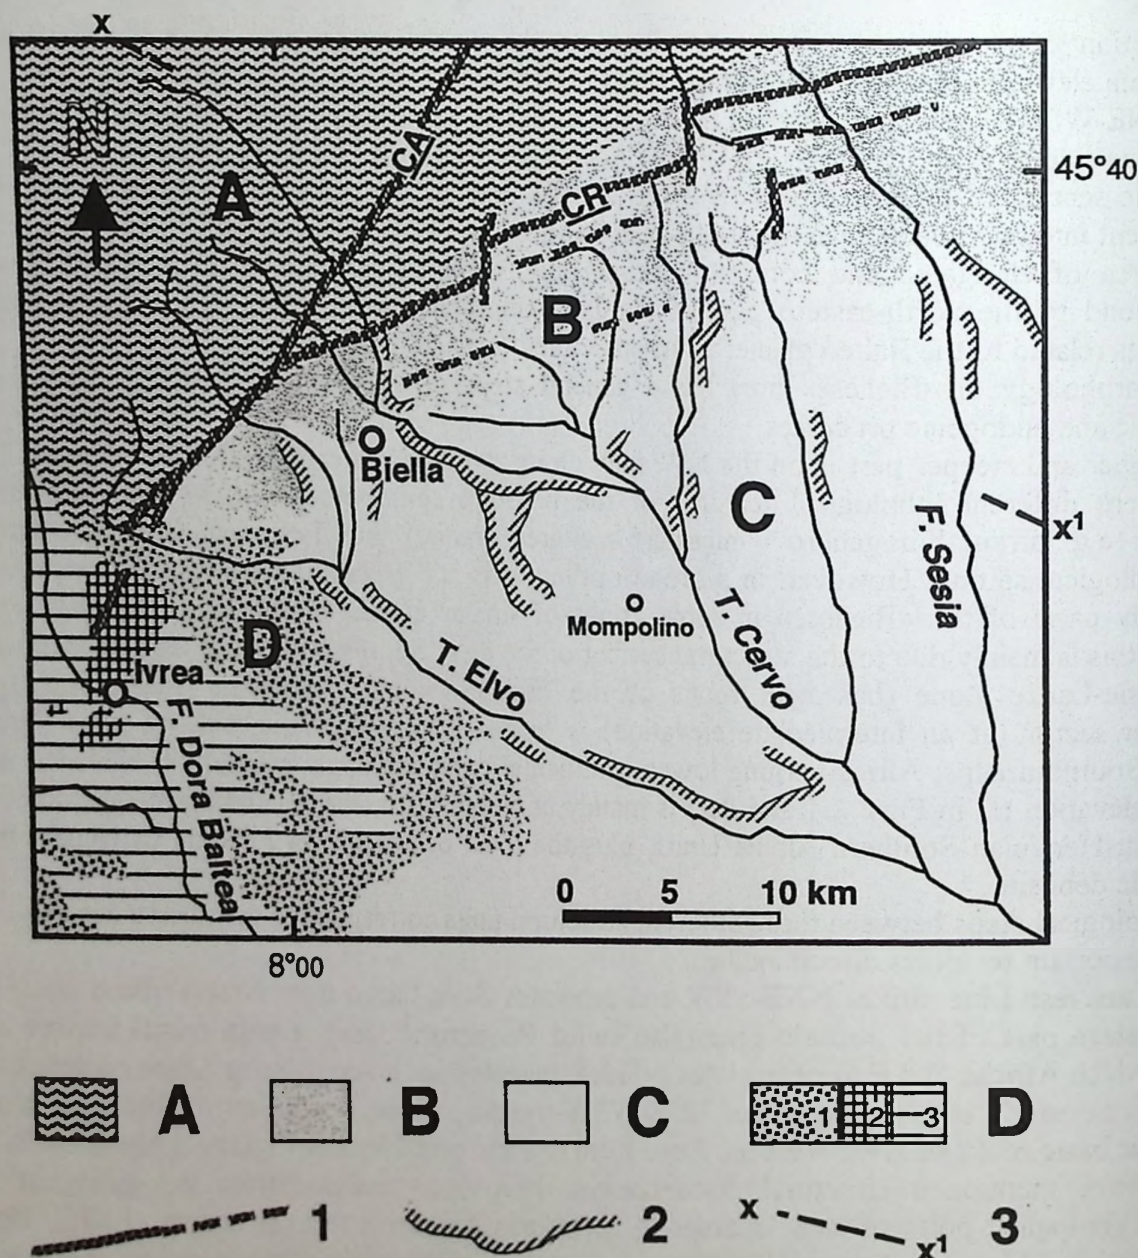 x
N
CA
A
45°40
CR
B
Biella
C
F. Sesia
x¹
Mompolino
T. Cervo
D
Ivrea
T. Elvo
F. Dora Baltea
0 5 10 km
8°00
A B C 1 2 3 D
1 2 x x¹ 3